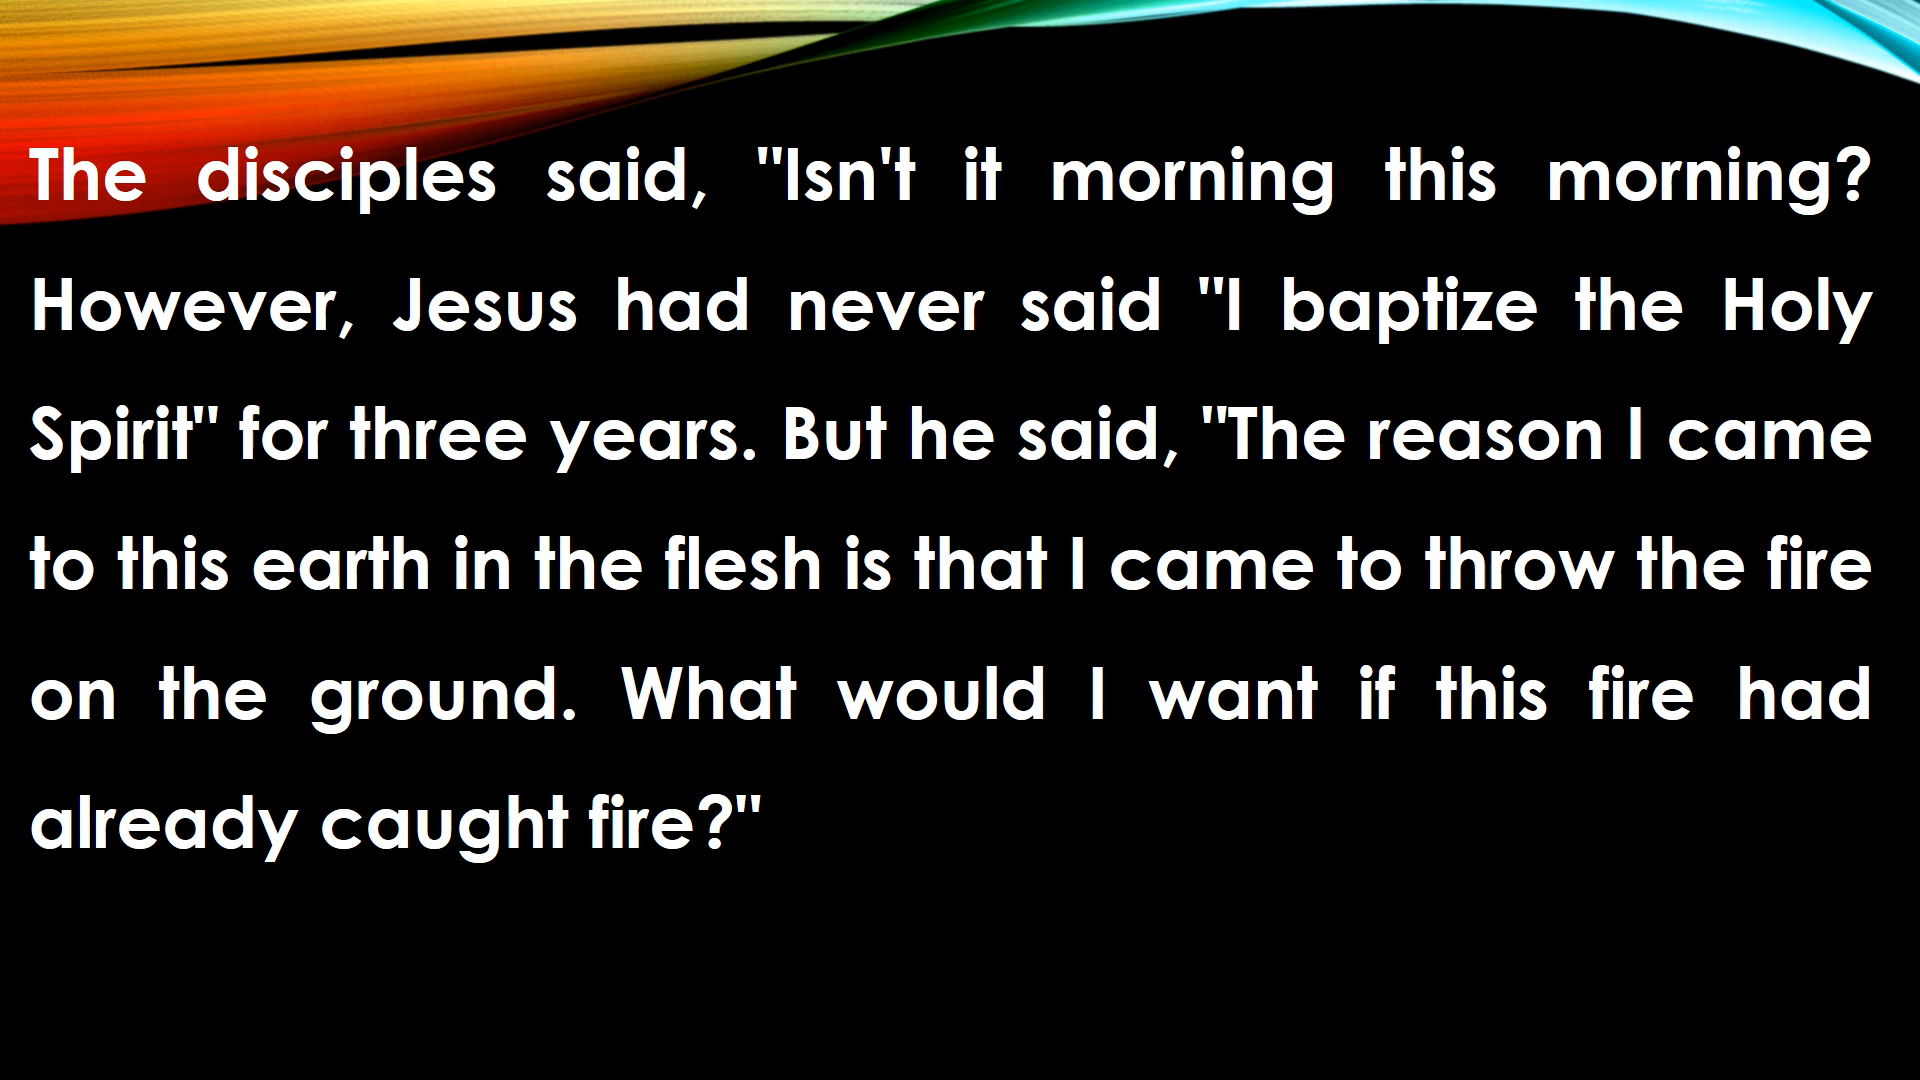 The disciples said, "Isn't it morning this morning?
However, Jesus had never said "I baptize the Holy
Spirit" for three years. But he said, "The reason I came
to this earth in the flesh is that I came to throw the fire
on the ground. What would I want if this fire had
already caught fire?"